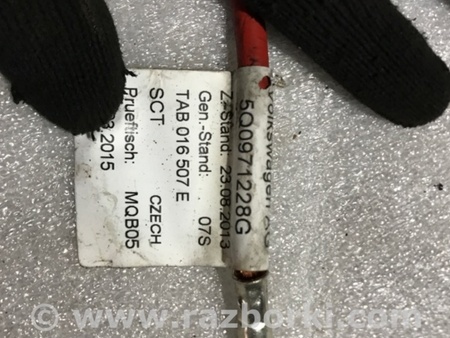 Volkswagen AG
5Q0971228G
Z-Stand: 23.08.2013
Gen.-Stand: 07S
TAB 016 507 E
SCT CZECH
Prueftisch: MQB05
.2015
© www.razborki.com